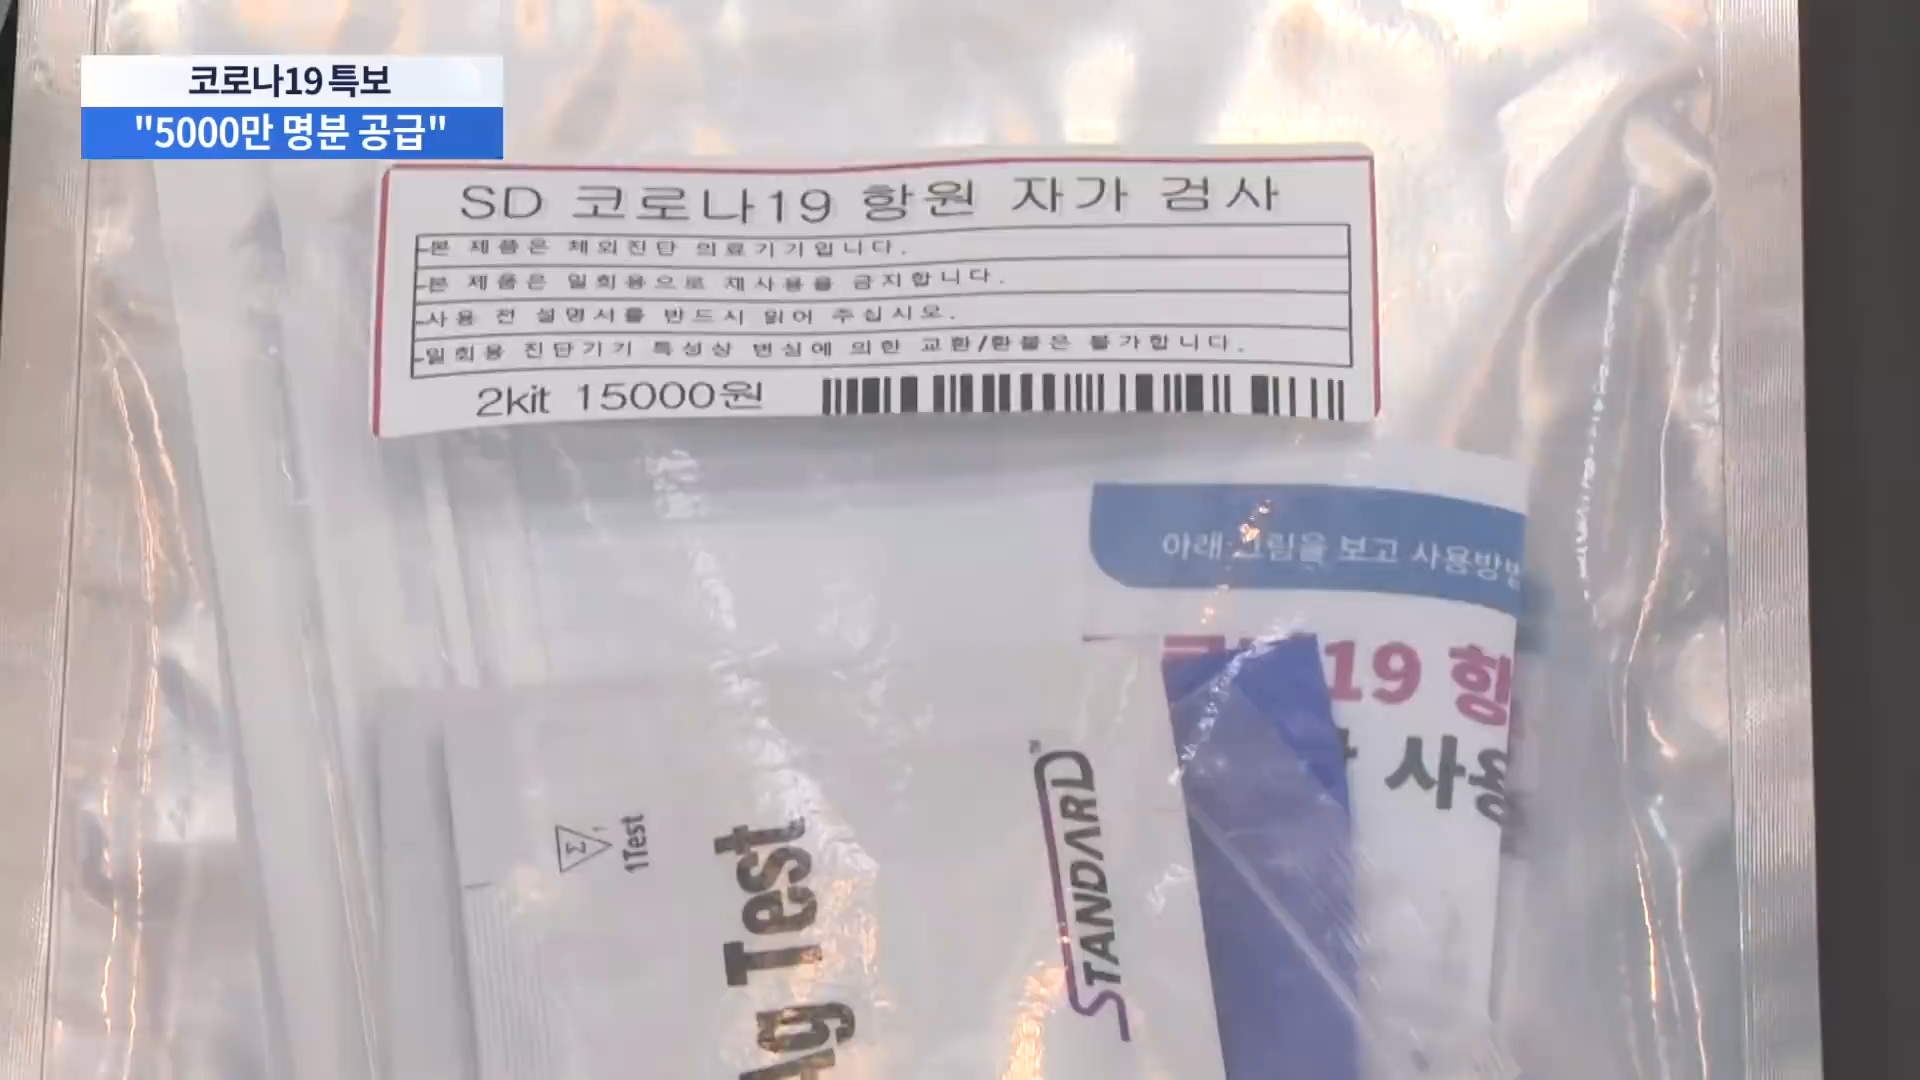 코로나19 특보
"5000만 명분 공급"
SD 코로나19 항원 자가 검사
-본 제품은 체외진단 의료기기입니다.
-본 제품은 일회용으로 재사용을 금지합니다.
-사용 전 설명서를 반드시 읽어 주십시오.
-일회용 진단기기 특성상 변심에 의한 교환/환불은 불가합니다.
2kit 15000원
아래 그림을 보고 사용방법
19 항
사용
STANDARD
Σ 1
1Test
Ag Test